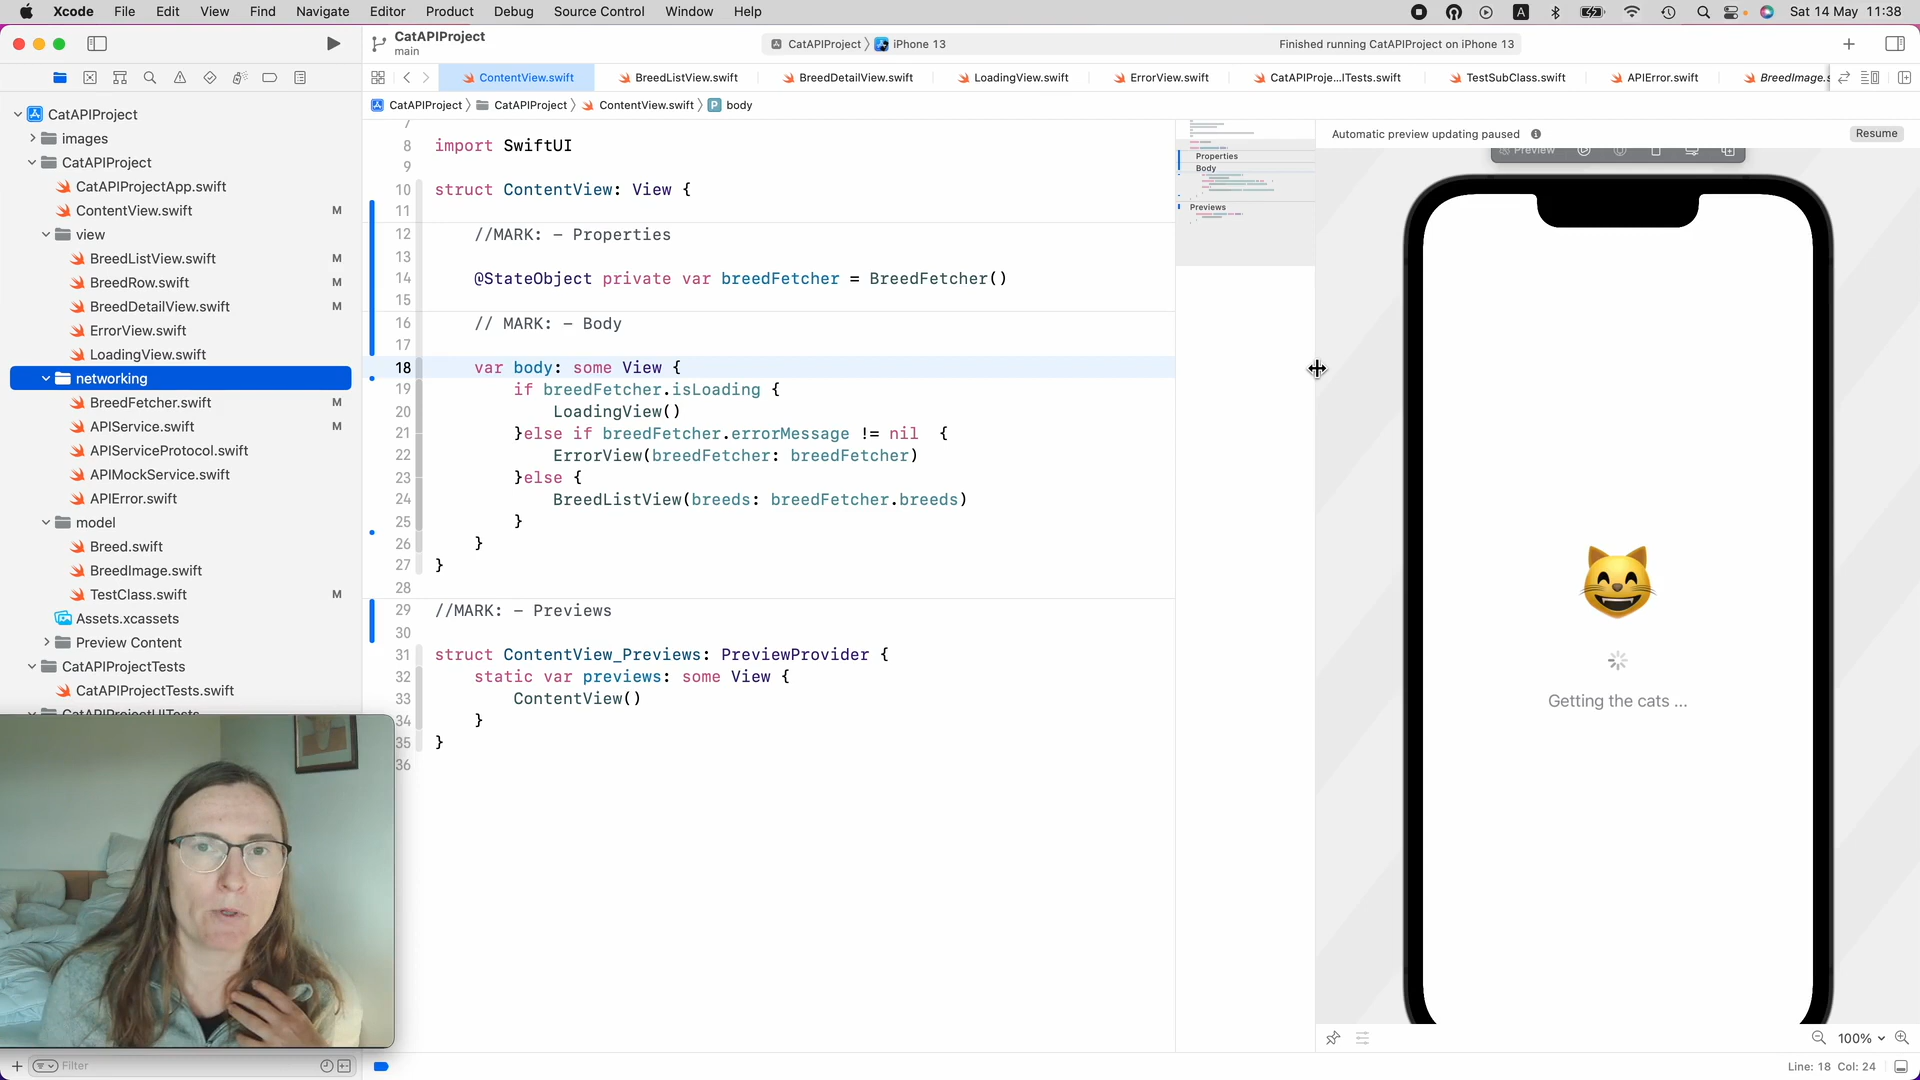 Xcode File Edit View Find Navigate Editor Product Debug Source Control Window Help
A
Sat 14 May 11:38
CatAPIProject
main
CatAPIProject
iPhone 13
Finished running CatAPIProject on iPhone 13
ContentView.swift
BreedListView.swift
BreedDetailView.swift
LoadingView.swift
ErrorView.swift
CatAPIProje...lTests.swift
TestSubClass.swift
APIError.swift
BreedImage.s
CatAPIProject
CatAPIProject
ContentView.swift
P body
CatAPIProject
images
CatAPIProject
CatAPIProjectApp.swift
ContentView.swift M
view
BreedListView.swift M
BreedRow.swift M
BreedDetailView.swift M
ErrorView.swift
LoadingView.swift
networking
BreedFetcher.swift M
APIService.swift M
APIServiceProtocol.swift
APIMockService.swift
APIError.swift
model
Breed.swift
BreedImage.swift
TestClass.swift M
Assets.xcassets
Preview Content
CatAPIProjectTests
CatAPIProjectTests.swift
CatAPIProjectUITests
Filter
7
8 import SwiftUI
9
10 struct ContentView: View {
11
12 //MARK: – Properties
13
14 @StateObject private var breedFetcher = BreedFetcher()
15
16 // MARK: – Body
17
18 var body: some View {
19 if breedFetcher.isLoading {
20 LoadingView()
21 }else if breedFetcher.errorMessage != nil  {
22 ErrorView(breedFetcher: breedFetcher)
23 }else {
24 BreedListView(breeds: breedFetcher.breeds)
25 }
26 }
27 }
28
29 //MARK: – Previews
30
31 struct ContentView_Previews: PreviewProvider {
32 static var previews: some View {
33 ContentView()
34 }
35 }
36
Properties
Body
Previews
Automatic preview updating paused
Resume
Preview
Getting the cats ...
100%
Line: 18 Col: 24